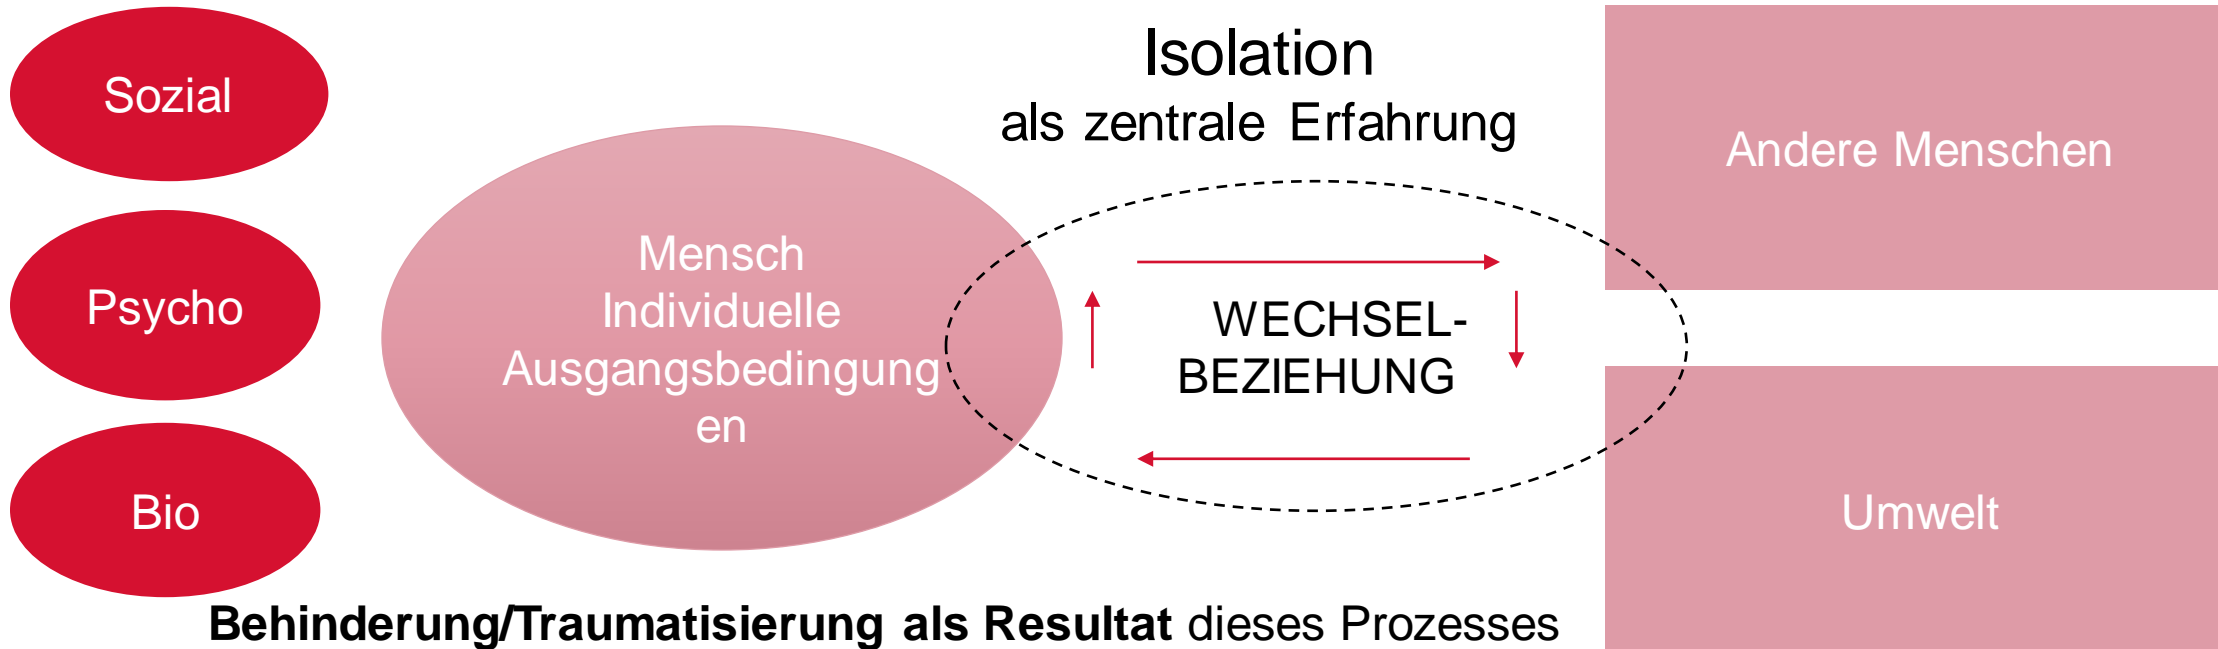 Sozial
Psycho
Bio
Mensch
Individuelle
Ausgangsbedingung
en
Isolation
als zentrale Erfahrung
WECHSEL-
BEZIEHUNG
Andere Menschen
Umwelt
Behinderung/Traumatisierung als Resultat dieses Prozesses